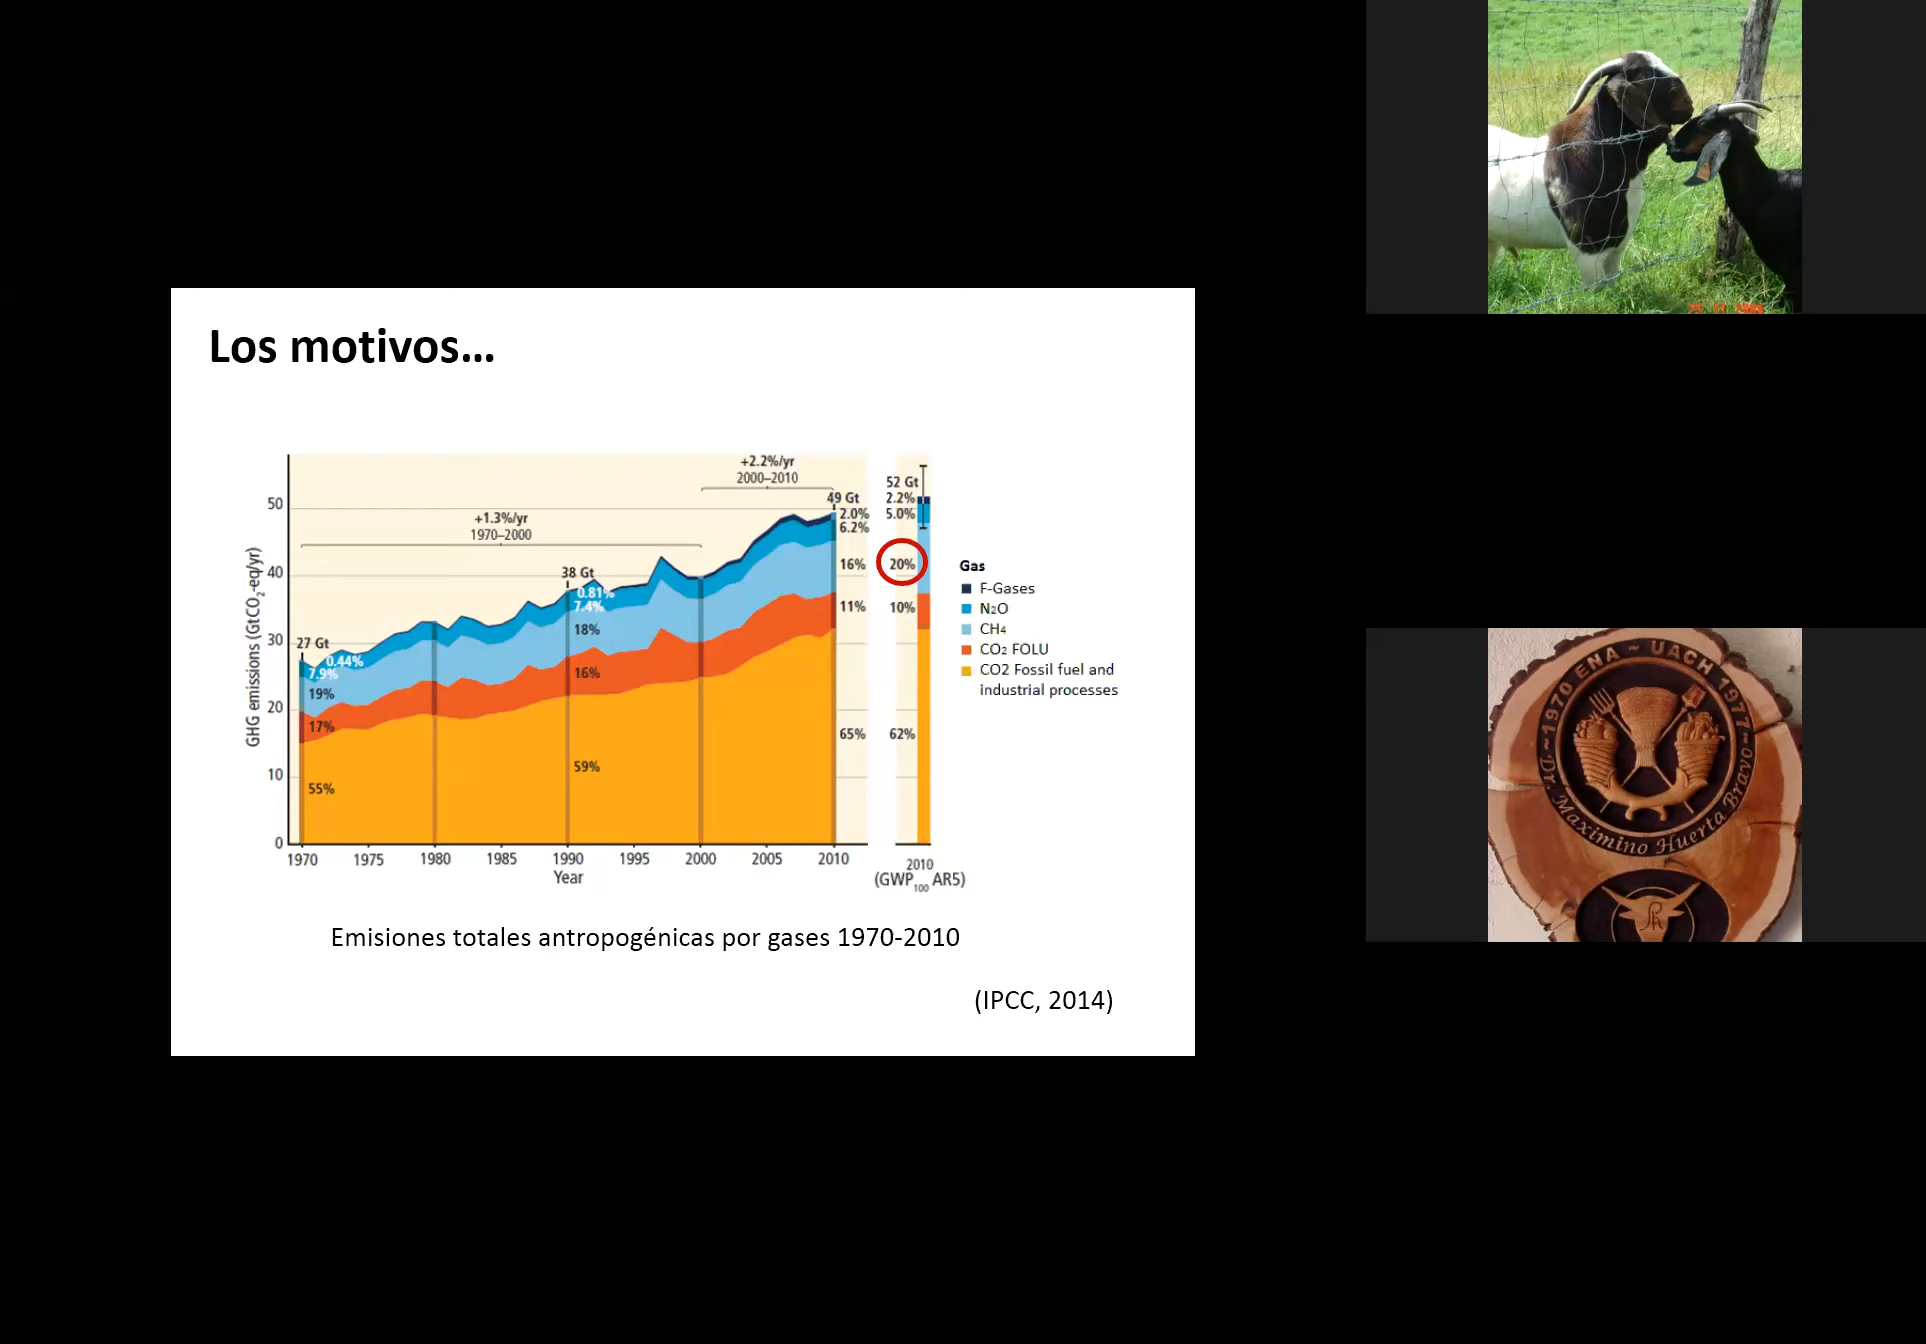 Los motivos...
+2.2%/yr
2000–2010
52 Gt
49 Gt
2.2%
2.0%
5.0%
6.2%
+1.3%/yr
1970–2000
16%
20%
38 Gt
0.81%
7.4%
18%
11%
10%
27 Gt
0.44%
7.9%
19%
16%
17%
65%
62%
59%
55%
GHG emissions (GtCO2-eq/yr)
50
40
30
20
10
0
1970 1975 1980 1985 1990 1995 2000 2005 2010
Year
2010
(GWP100 AR5)
Gas
F-Gases
N2O
CH4
CO2 FOLU
CO2 Fossil fuel and
industrial processes
Emisiones totales antropogénicas por gases 1970-2010
(IPCC, 2014)
1970 ENA ~ UACH 1977
Dr. Maximino Huerta Bravo